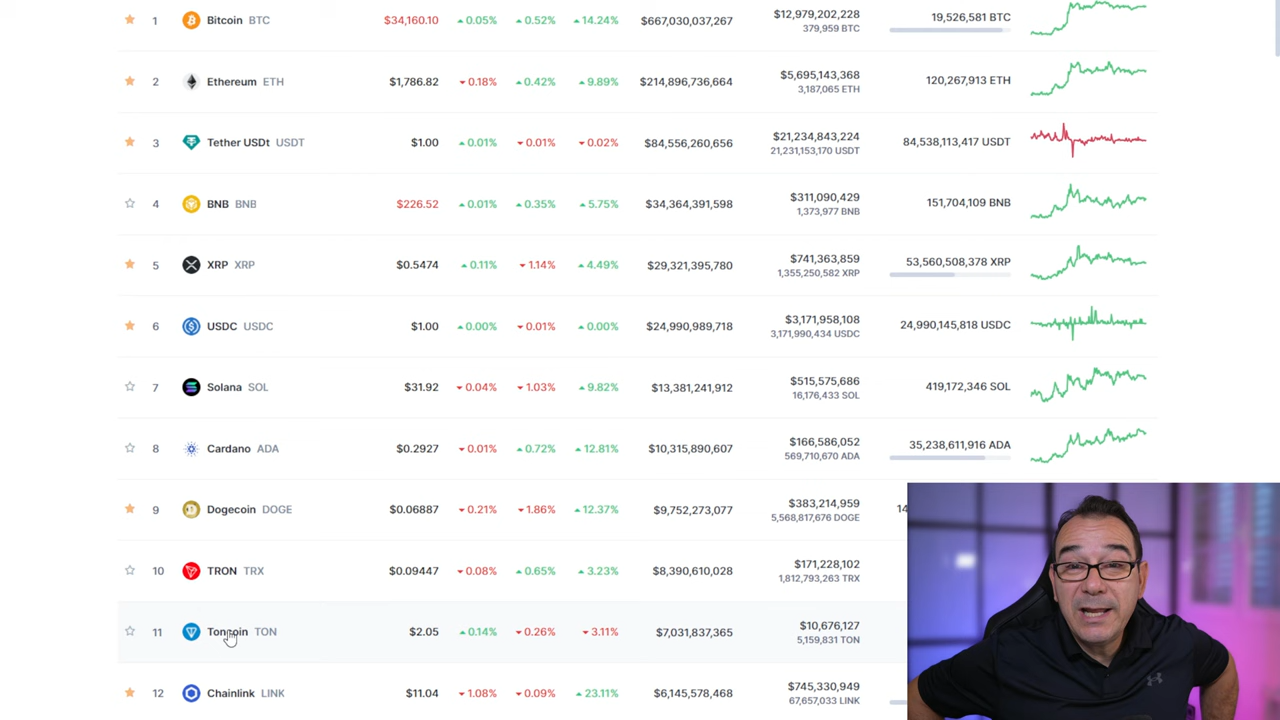 1 Bitcoin BTC $34,160.10 0.05% 0.52% 14.24% $667,030,037,267 $12,979,202,228 19,526,581 BTC
379,959 BTC
2 Ethereum ETH $1,786.82 0.18% 0.42% 9.89% $214,896,736,664 $5,695,143,368 120,267,913 ETH
3,187,065 ETH
3 Tether USDt USDT $1.00 0.01% 0.01% 0.02% $84,556,260,656 $21,234,843,224 84,538,113,417 USDT
21,231,153,170 USDT
4 BNB BNB $226.52 0.01% 0.35% 5.75% $34,364,391,598 $311,090,429 151,704,109 BNB
1,373,977 BNB
5 XRP XRP $0.5474 0.11% 1.14% 4.49% $29,321,395,780 $741,363,859 53,560,508,378 XRP
1,355,250,582 XRP
6 USDC USDC $1.00 0.00% 0.01% 0.00% $24,990,989,718 $3,171,958,108 24,990,145,818 USDC
3,171,990,434 USDC
7 Solana SOL $31.92 0.04% 1.03% 9.82% $13,381,241,912 $515,575,686 419,172,346 SOL
16,176,433 SOL
8 Cardano ADA $0.2927 0.01% 0.72% 12.81% $10,315,890,607 $166,586,052 35,238,611,916 ADA
569,710,670 ADA
9 Dogecoin DOGE $0.06887 0.21% 1.86% 12.37% $9,752,273,077 $383,214,959 14
5,568,817,676 DOGE
10 TRON TRX $0.09447 0.08% 0.65% 3.23% $8,390,610,028 $171,228,102
1,812,793,263 TRX
11 Toncoin TON $2.05 0.14% 0.26% 3.11% $7,031,837,365 $10,676,127
5,159,831 TON
12 Chainlink LINK $11.04 1.08% 0.09% 23.11% $6,145,578,468 $745,330,949
67,657,033 LINK